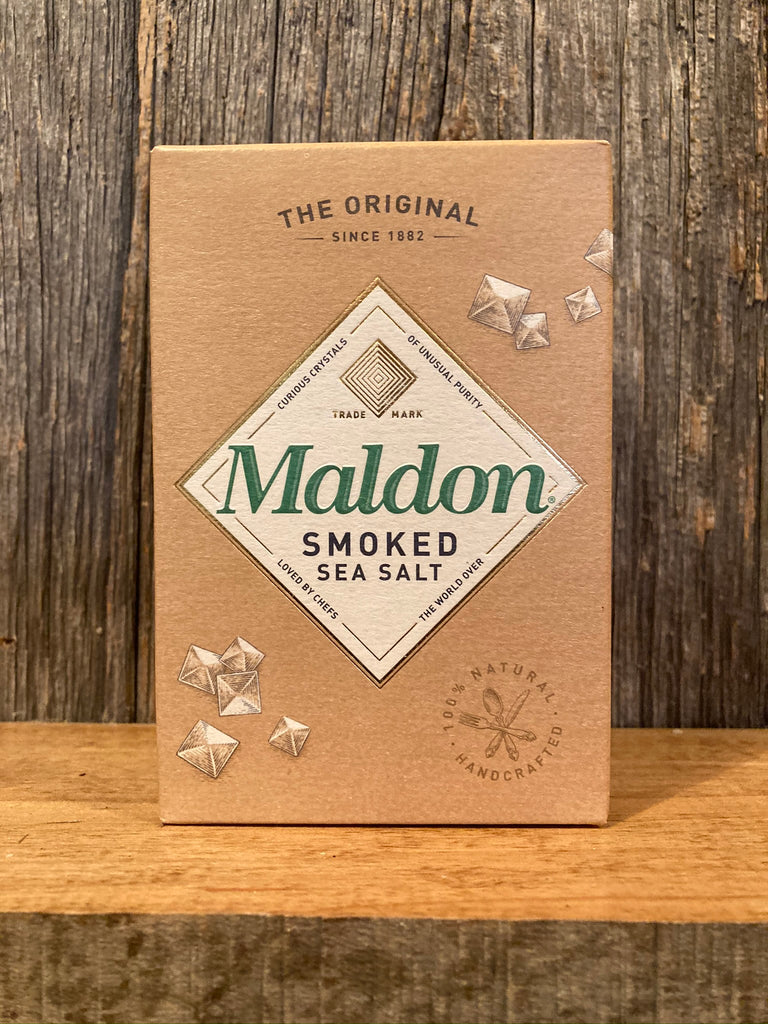 THE ORIGINAL
SINCE 1882
CURIOUS CRYSTALS
OF UNUSUAL PURITY
TRADE MARK
Maldon®
SMOKED
SEA SALT
LOVED BY CHEFS
THE WORLD OVER
100% NATURAL
· HANDCRAFTED ·